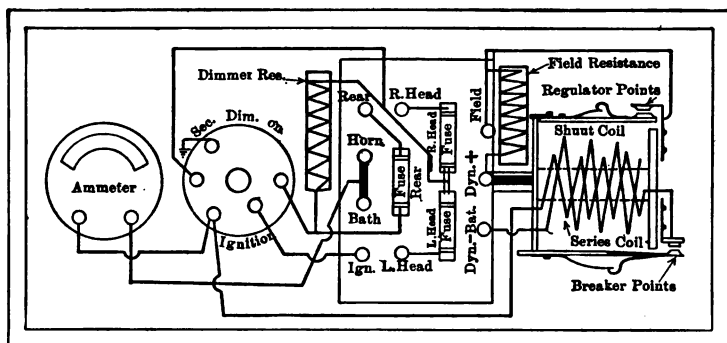 Dimmer Res.
Rear
R.Head
Field Resistance
Regulator Points
Sec.
Dim.
on
Field
R.Head
Fuse
Shunt Coil
Horn
Ammeter
Fuse
Rear
Dyn.+
Bath
L.Head
Fuse
Dyn.-Bat.
Ignition
Series Coil
Ign.
L.Head
Breaker Points